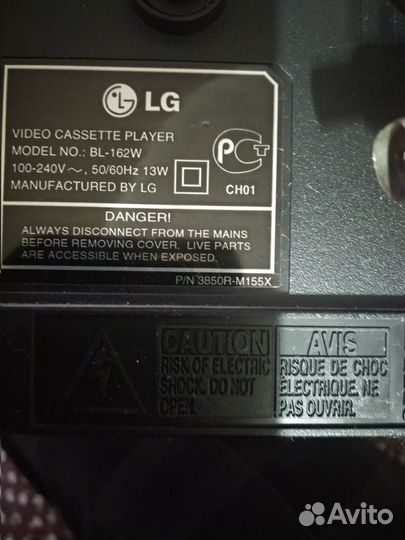 LG
VIDEO CASSETTE PLAYER
MODEL NO.: BL-162W
100-240V～, 50/60Hz 13W
MANUFACTURED BY LG
РСТ
CH01
DANGER!
ALWAYS DISCONNECT FROM THE MAINS
BEFORE REMOVING COVER. LIVE PARTS
ARE ACCESSIBLE WHEN EXPOSED.
P/N 3850R-M155X
CAUTION
RISK OF ELECTRIC
SHOCK. DO NOT
OPEN.
AVIS
RISQUE DE CHOC
ÉLECTRIQUE. NE
PAS OUVRIR.
Avito